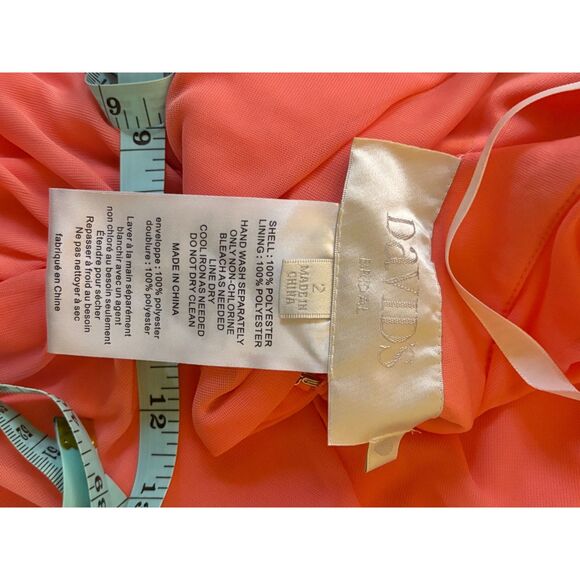 DAVID'S
BRIDAL
2
MADE IN
CHINA
SHELL : 100% POLYESTER
LINING : 100% POLYESTER
HAND WASH SEPARATELY
ONLY NON-CHLORINE
BLEACH AS NEEDED
LINE DRY
COOL IRON AS NEEDED
DO NOT DRY CLEAN
MADE IN CHINA
enveloppe : 100% polyester
doublure : 100% polyester
Laver à la main séparément
blanchir avec un agent
non chloré au besoin seulement
Étendre pour sécher
Repasser à froid au besoin
Ne pas nettoyer à sec
fabriqué en Chine
9
12